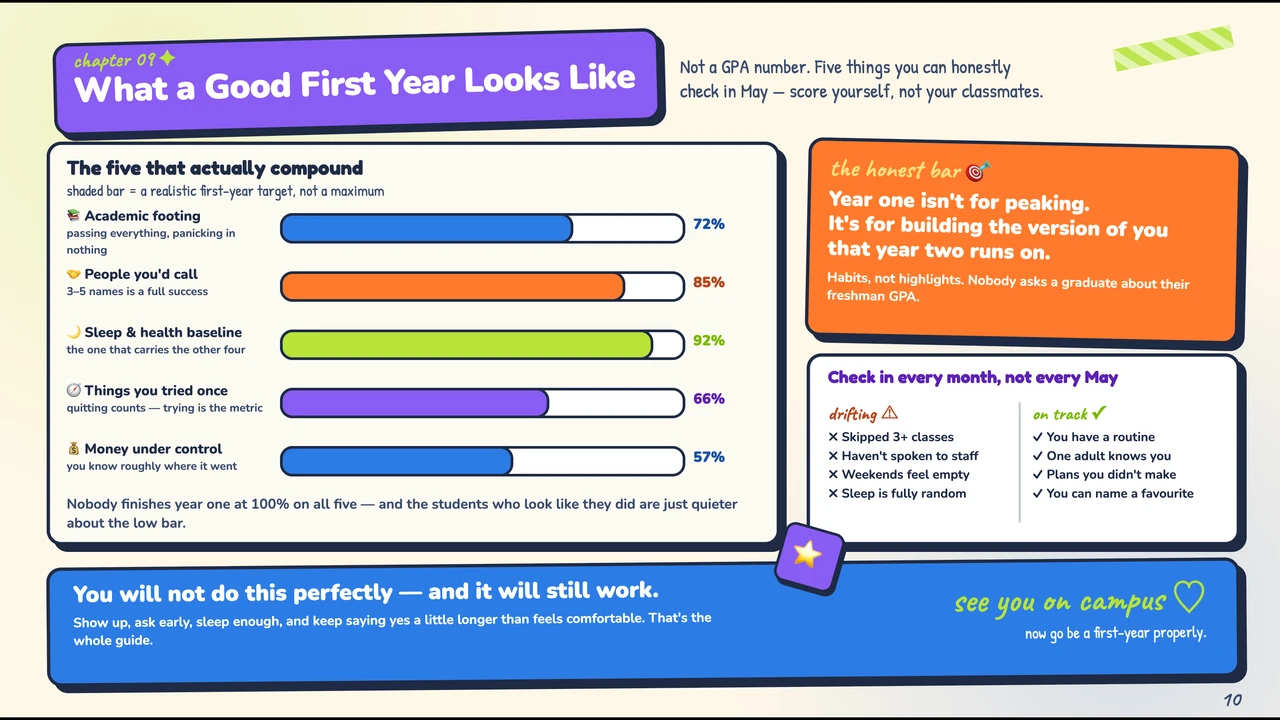 chapter 09
What a Good First Year Looks Like
Not a GPA number. Five things you can honestly
check in May — score yourself, not your classmates.
The five that actually compound
shaded bar = a realistic first-year target, not a maximum
Academic footing
passing everything, panicking in
nothing
72%
People you'd call
3–5 names is a full success
85%
Sleep & health baseline
the one that carries the other four
92%
Things you tried once
quitting counts — trying is the metric
66%
Money under control
you know roughly where it went
57%
Nobody finishes year one at 100% on all five — and the students who look like they did are just quieter
about the low bar.
the honest bar
Year one isn't for peaking.
It's for building the version of you
that year two runs on.
Habits, not highlights. Nobody asks a graduate about their
freshman GPA.
Check in every month, not every May
drifting ⚠
✕ Skipped 3+ classes
✕ Haven't spoken to staff
✕ Weekends feel empty
✕ Sleep is fully random
on track ✓
✓ You have a routine
✓ One adult knows you
✓ Plans you didn't make
✓ You can name a favourite
You will not do this perfectly — and it will still work.
Show up, ask early, sleep enough, and keep saying yes a little longer than feels comfortable. That's the
whole guide.
see you on campus ♡
now go be a first-year properly.
10